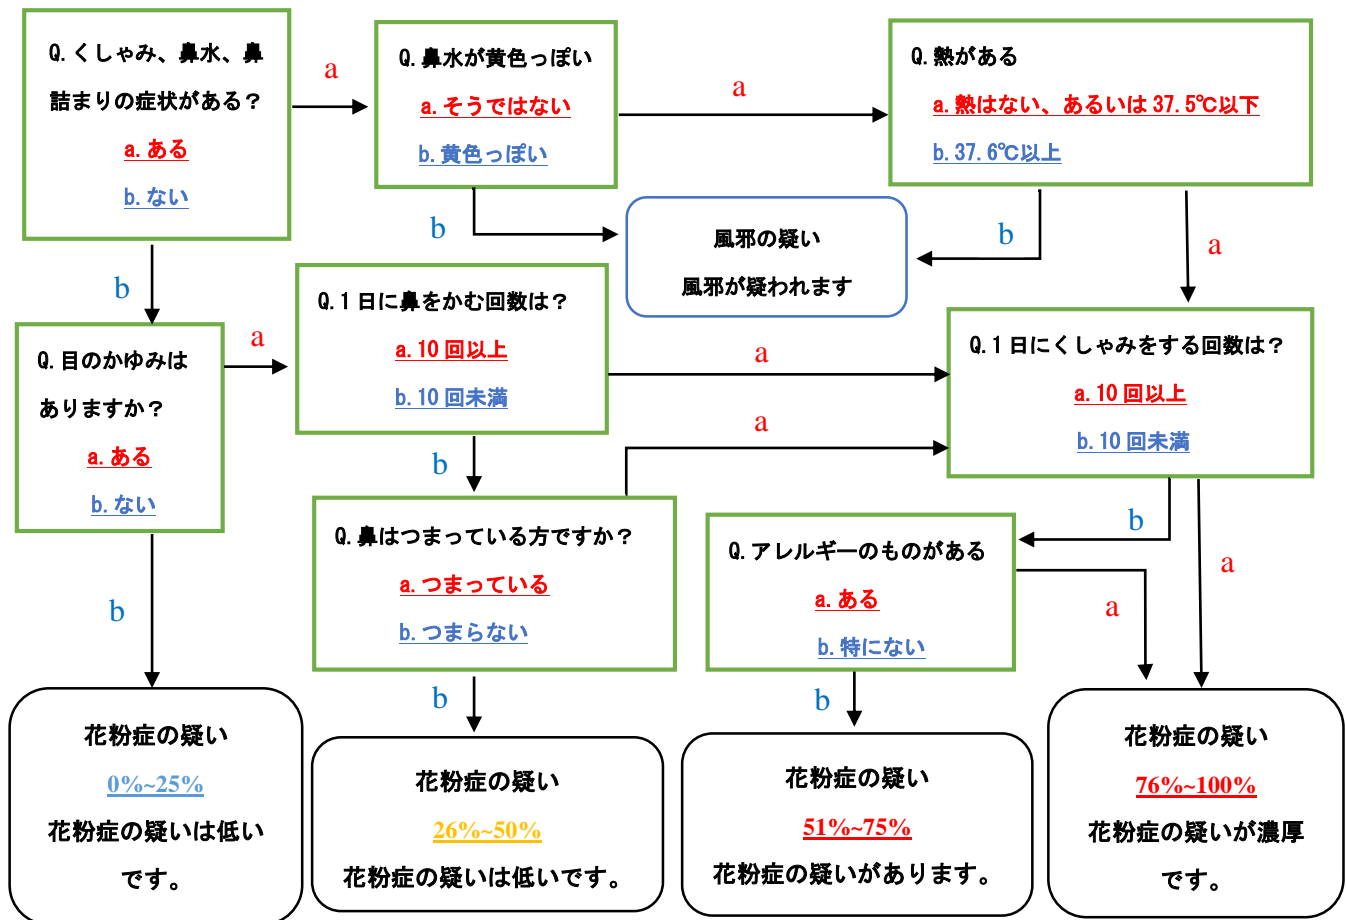 Q.くしゃみ、鼻水、鼻
詰まりの症状がある？
a.ある
b.ない
a
Q.鼻水が黄色っぽい
a.そうではない
b.黄色っぽい
a
Q.熱がある
a.熱はない、あるいは37.5℃以下
b.37.6℃以上
b
風邪の疑い
風邪が疑われます
b
a
b
Q.目のかゆみは
ありますか？
a.ある
b.ない
a
Q.1日に鼻をかむ回数は？
a.10回以上
b.10回未満
a
Q.1日にくしゃみをする回数は？
a.10回以上
b.10回未満
b
a
Q.鼻はつまっている方ですか？
a.つまっている
b.つまらない
b
a
Q.アレルギーのものがある
a.ある
b.特にない
a
b
b
b
花粉症の疑い
0%~25%
花粉症の疑いは低い
です。
花粉症の疑い
26%~50%
花粉症の疑いは低いです。
花粉症の疑い
51%~75%
花粉症の疑いがあります。
花粉症の疑い
76%~100%
花粉症の疑いが濃厚
です。